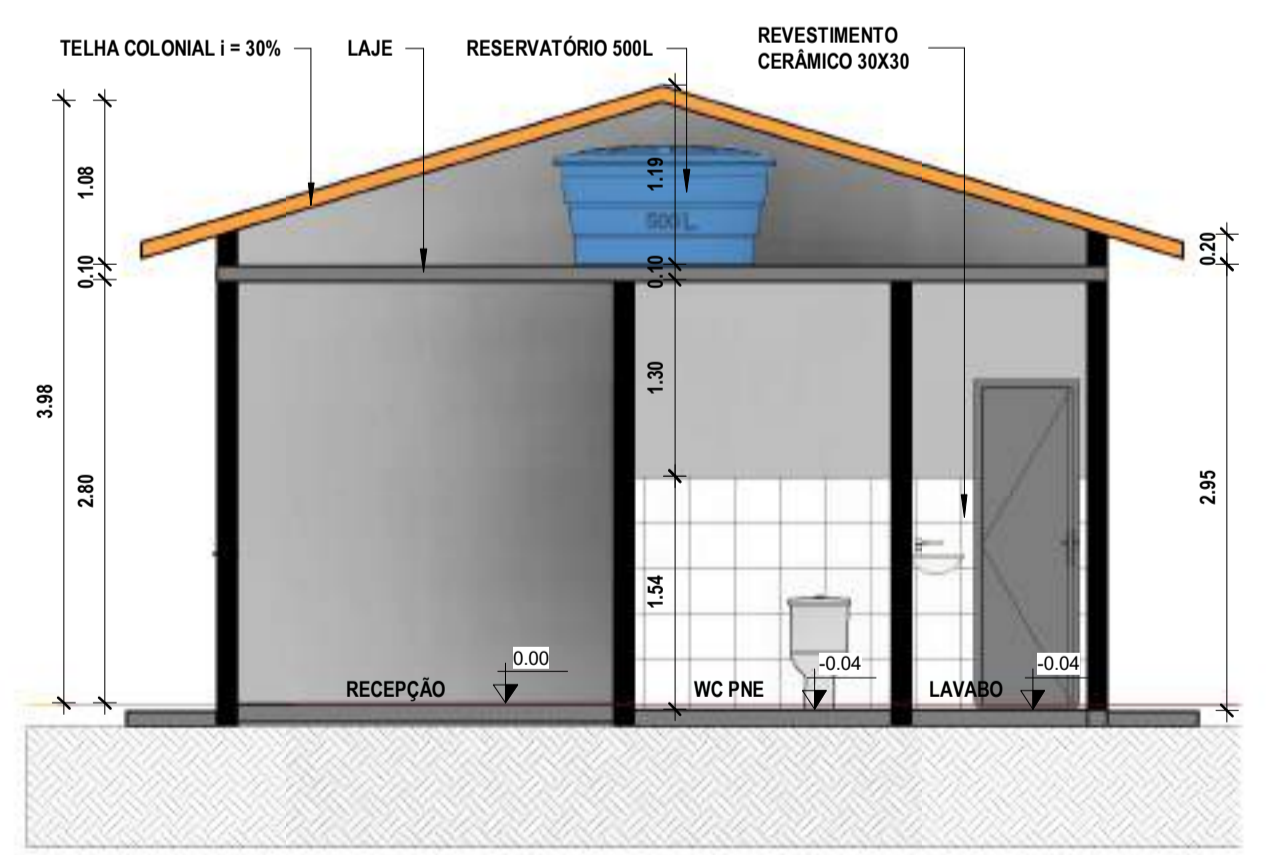 TELHA COLONIAL i = 30%
LAJE
RESERVATÓRIO 500L
REVESTIMENTO
CERÂMICO 30X30
1.08
1.19
500 L
0.20
0.10
0.10
3.98
1.30
2.80
2.95
1.54
0.00
-0.04
-0.04
RECEPÇÃO
WC PNE
LAVABO